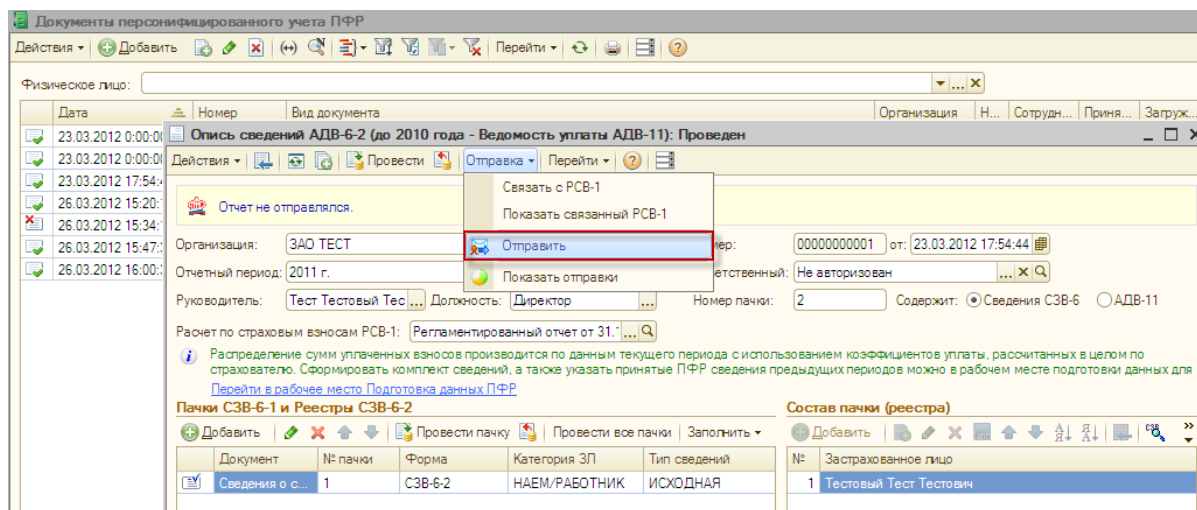 Документы персонифицированного учета ПФР
Действия Добавить Перейти
Физическое лицо: ... X
Дата Номер Вид документа Организация Н... Сотрудн... Приня... Загруж...
23.03.2012 0:00:00
Опись сведений АДВ-6-2 (до 2010 года - Ведомость уплаты АДВ-11): Проведен
23.03.2012 0:00:00
Действия Провести Отправка Перейти
23.03.2012 17:54:4
Связать с РСВ-1
26.03.2012 15:20:
Отчет не отправлялся.
Показать связанный РСВ-1
26.03.2012 15:34:
26.03.2012 15:47:
Организация: ЗАО ТЕСТ
Отправить
мер: 00000000001 от: 23.03.2012 17:54:44
26.03.2012 16:00:
Отчетный период: 2011 г.
Показать отправки
етственный: Не авторизован ... X
Руководитель: Тест Тестовый Тес ... Должность: Директор ... Номер пачки: 2 Содержит: Сведения СЗВ-6 АДВ-11
Расчет по страховым взносам РСВ-1: Регламентированный отчет от 31. ...
Распределение сумм уплаченных взносов производится по данным текущего периода с использованием коэффициентов уплаты, рассчитанных в целом по
страхователю. Сформировать комплект сведений, а также указать принятые ПФР сведения предыдущих периодов можно в рабочем месте подготовки данных для
Перейти в рабочее место Подготовка данных ПФР
Пачки СЗВ-6-1 и Реестры СЗВ-6-2 Состав пачки (реестра)
Добавить Провести пачку Провести все пачки Заполнить Добавить
Документ № пачки Форма Категория ЗЛ Тип сведений № Застрахованное лицо
Сведения о с... 1 СЗВ-6-2 НАЕМ/РАБОТНИК ИСХОДНАЯ 1 Тестовый Тест Тестович